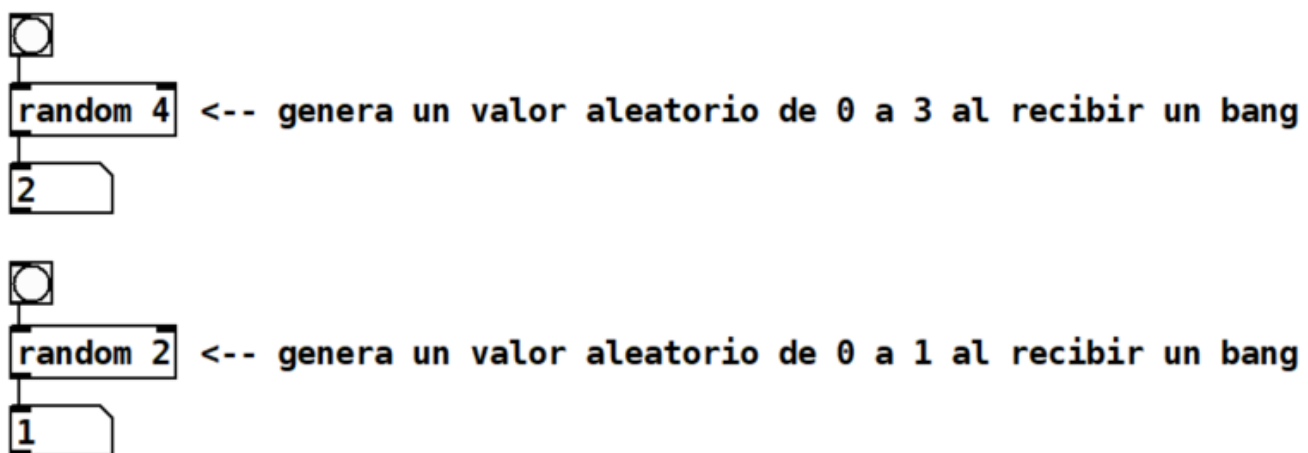 random 4 <-- genera un valor aleatorio de 0 a 3 al recibir un bang
2
random 2 <-- genera un valor aleatorio de 0 a 1 al recibir un bang
1